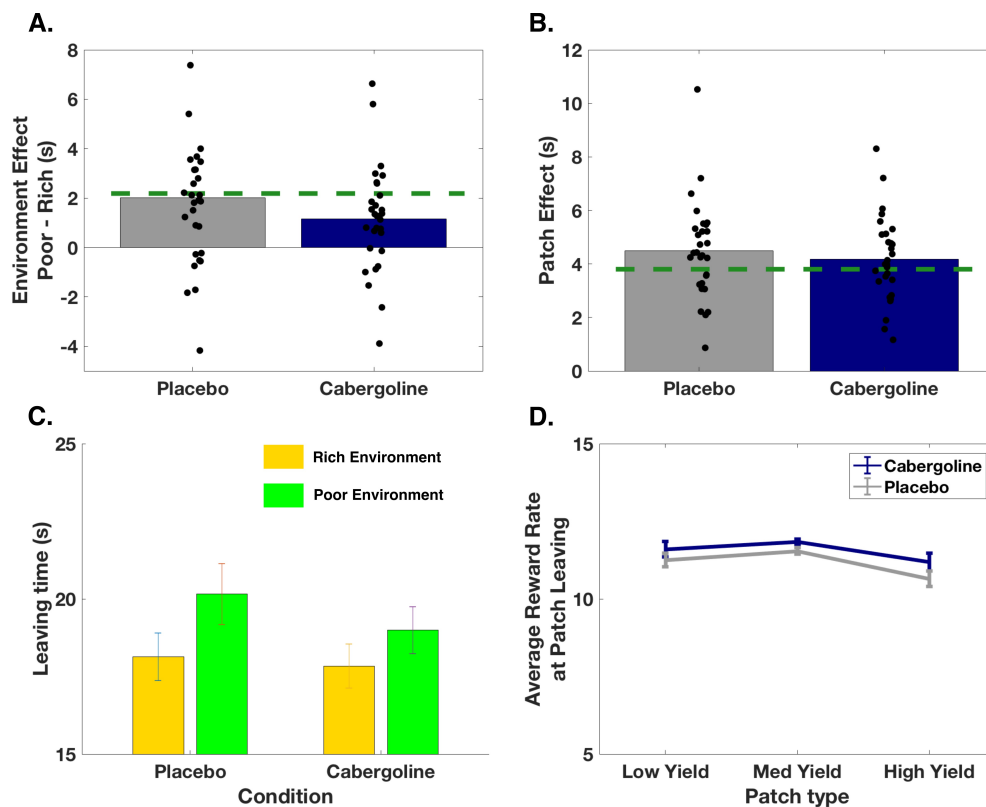 A.
Environment Effect
Poor - Rich (s)
8
6
4
2
0
-2
-4
Placebo
Cabergoline
B.
Patch Effect (s)
12
10
8
6
4
2
0
Placebo
Cabergoline
C.
Leaving time (s)
25
20
15
Rich Environment
Poor Environment
Placebo
Cabergoline
Condition
D.
Average Reward Rate
at Patch Leaving
15
10
5
Cabergoline
Placebo
Low Yield
Med Yield
High Yield
Patch type